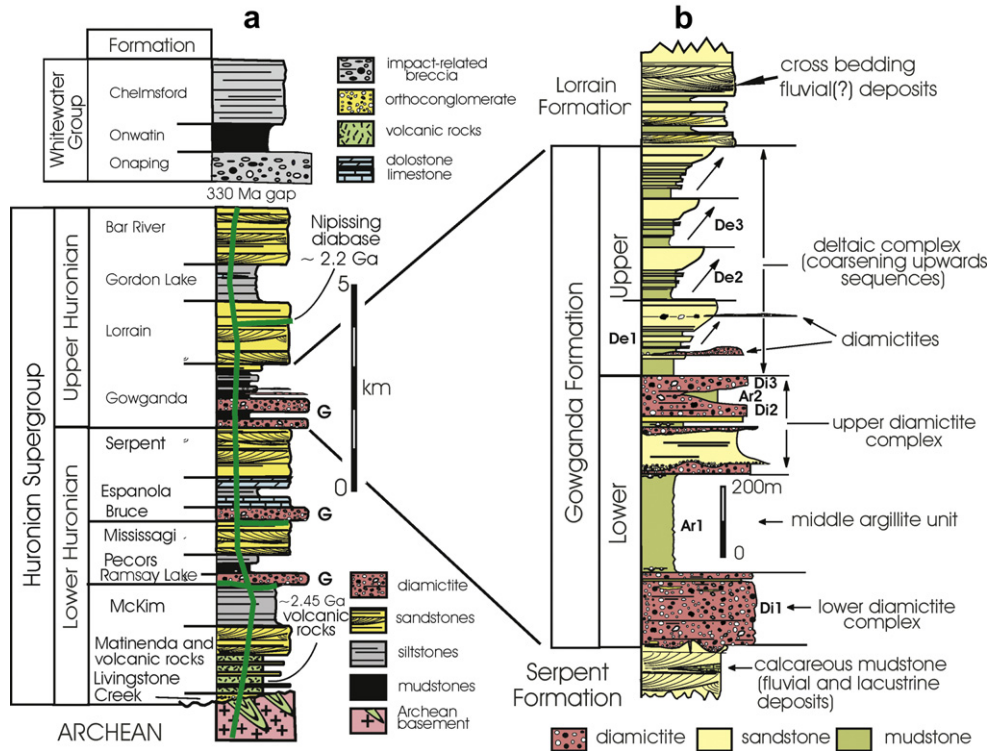 a
Formation
Whitewater
Group
Chelmsford
Onwatin
Onaping
impact-related
breccia
orthoconglomerate
volcanic rocks
dolostone
limestone
330 Ma gap
Huronian Supergroup
Upper Huronian
Lower Huronian
Bar River
Gordon Lake
Lorrain
Gowganda
Serpent
Espanola
Bruce
Mississagi
Pecors
Ramsay Lake
McKim
Matinenda and
volcanic rocks
Livingstone
Creek
ARCHEAN
Nipissing
diabase
~ 2.2 Ga
5
km
0
G
G
G
~2.45 Ga
volcanic
rocks
diamictite
sandstones
siltstones
mudstones
Archean
basement
b
Lorrain
Formation
cross bedding
fluvial(?) deposits
Gowganda Formation
Upper
Lower
De3
De2
De1
deltaic complex
(coarsening upwards
sequences)
diamictites
Di3
Ar2
Di2
upper diamictite
complex
200m
0
Ar1
middle argillite unit
Di1
lower diamictite
complex
Serpent
Formation
calcareous mudstone
(fluvial and lacustrine
deposits)
diamictite
sandstone
mudstone